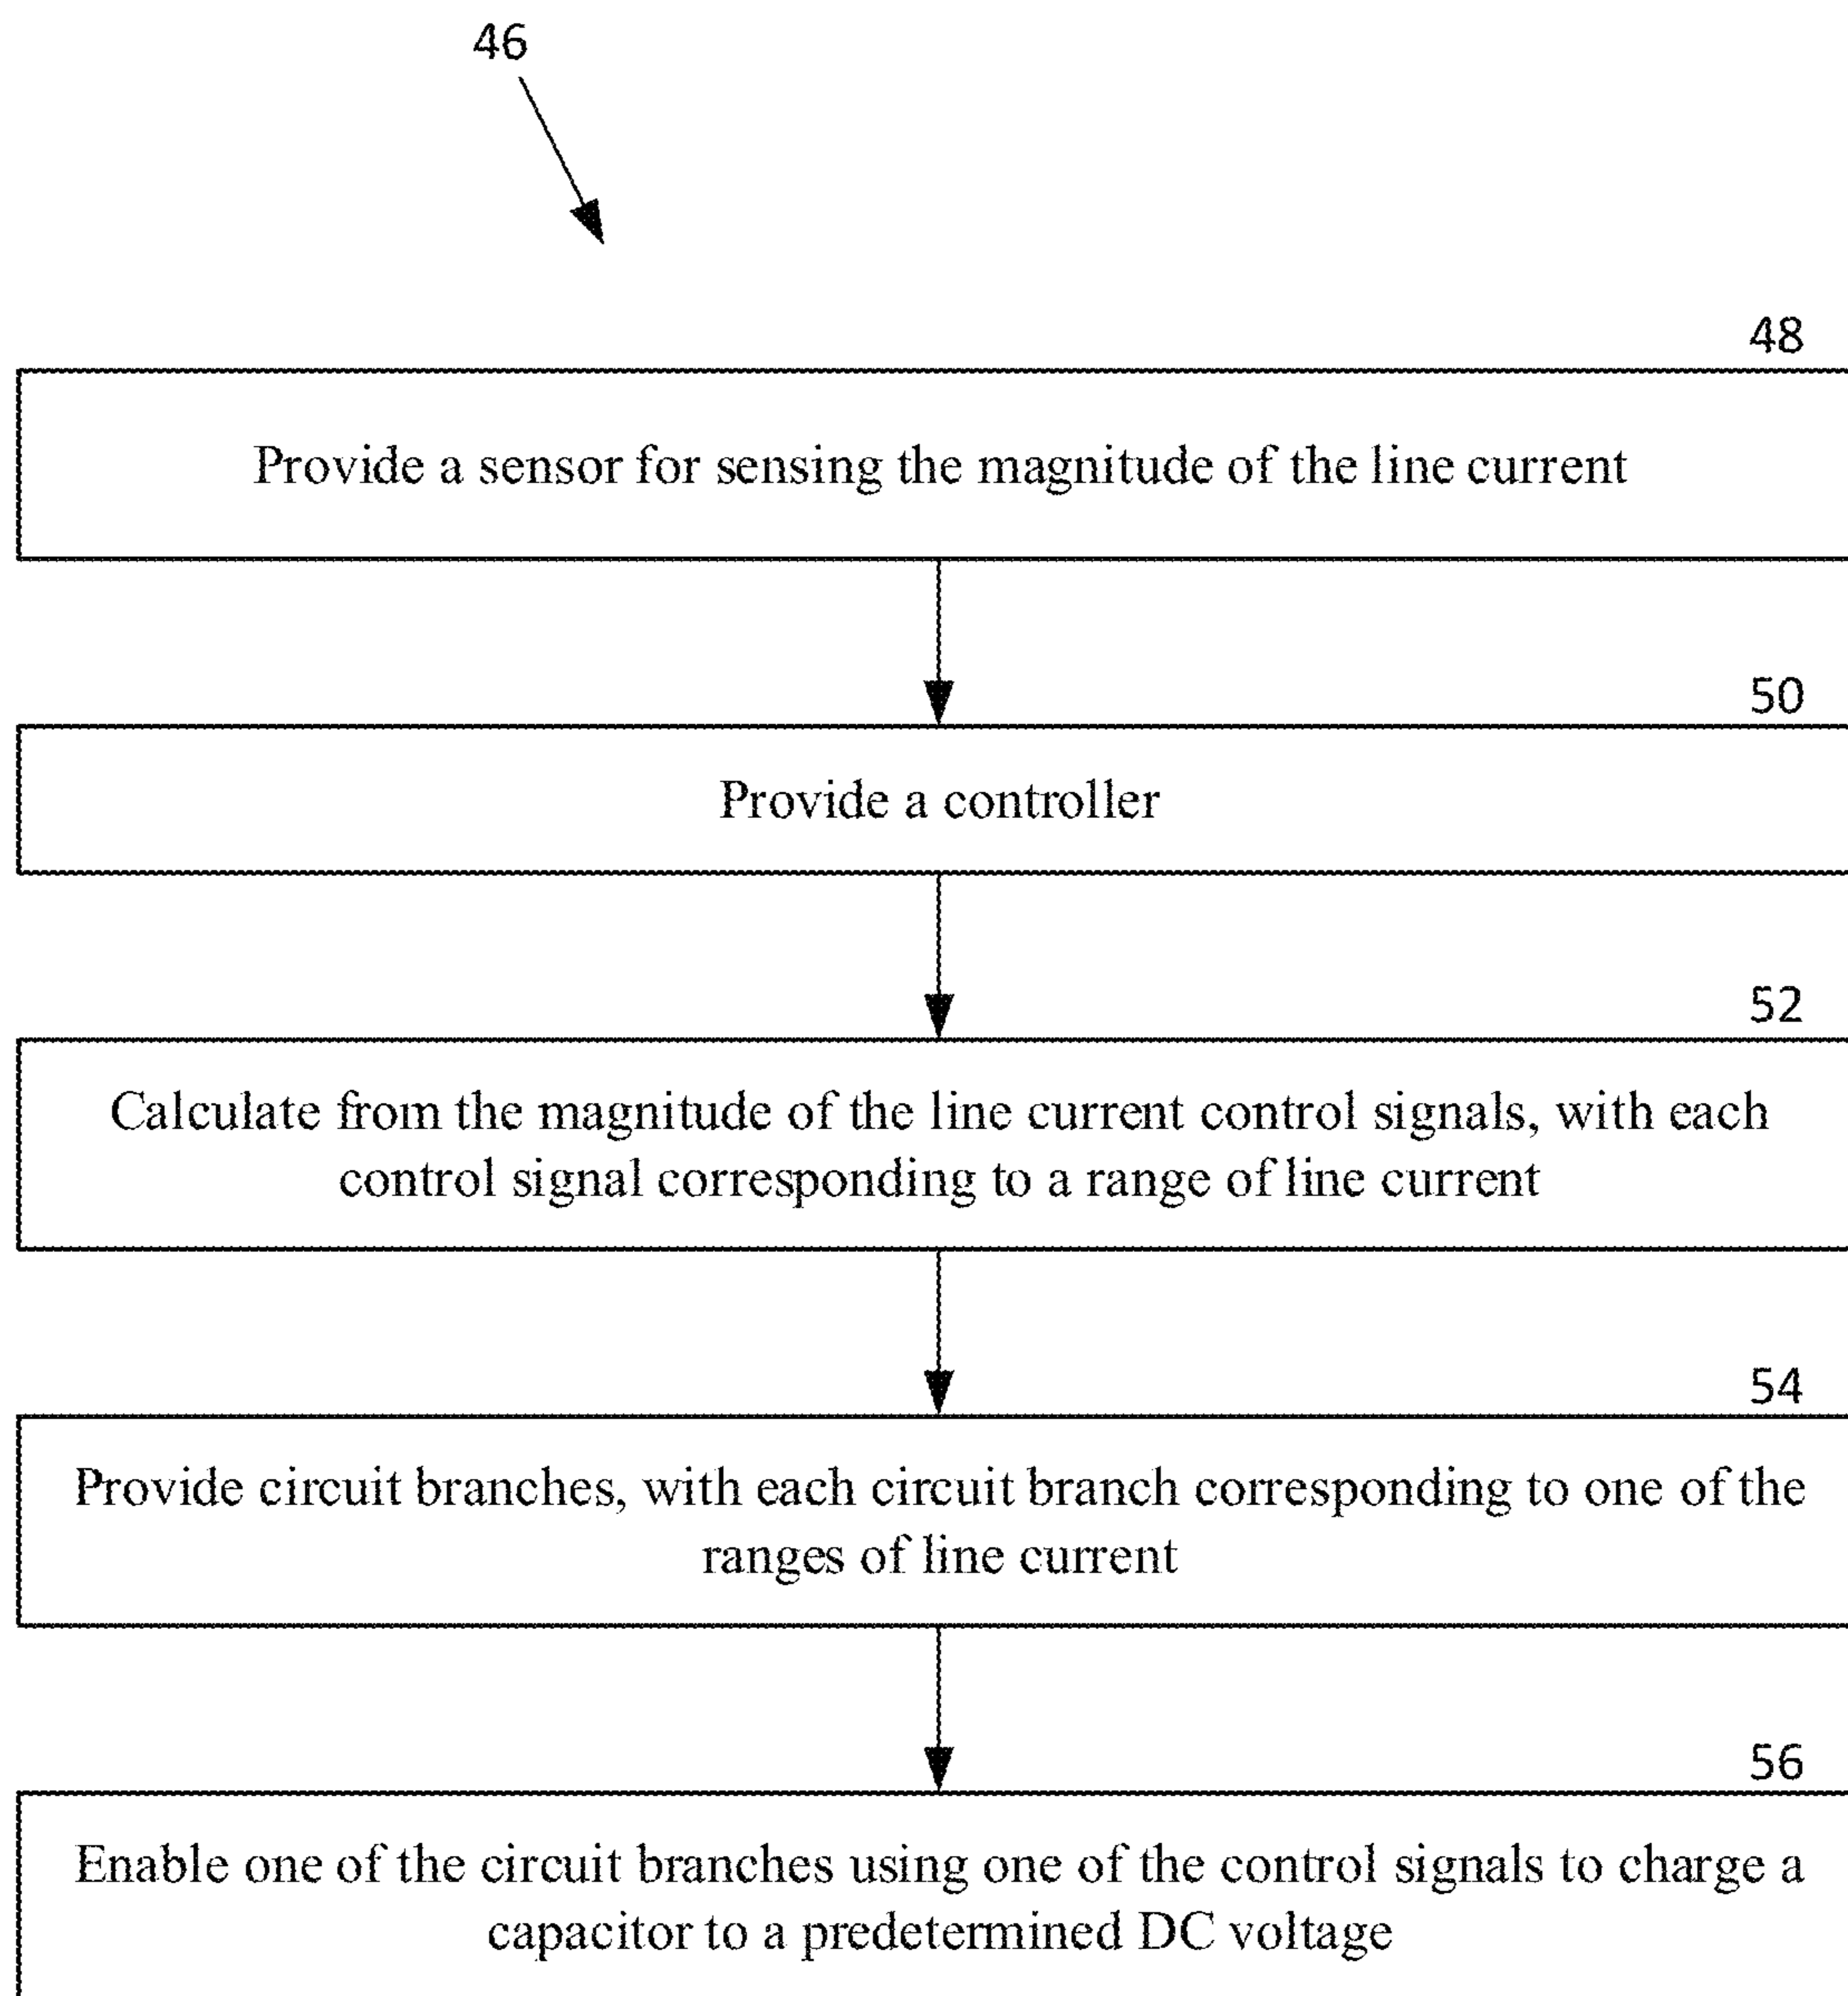 46
48
Provide a sensor for sensing the magnitude of the line current
50
Provide a controller
52
Calculate from the magnitude of the line current control signals, with each
control signal corresponding to a range of line current
54
Provide circuit branches, with each circuit branch corresponding to one of the
ranges of line current
56
Enable one of the circuit branches using one of the control signals to charge a
capacitor to a predetermined DC voltage